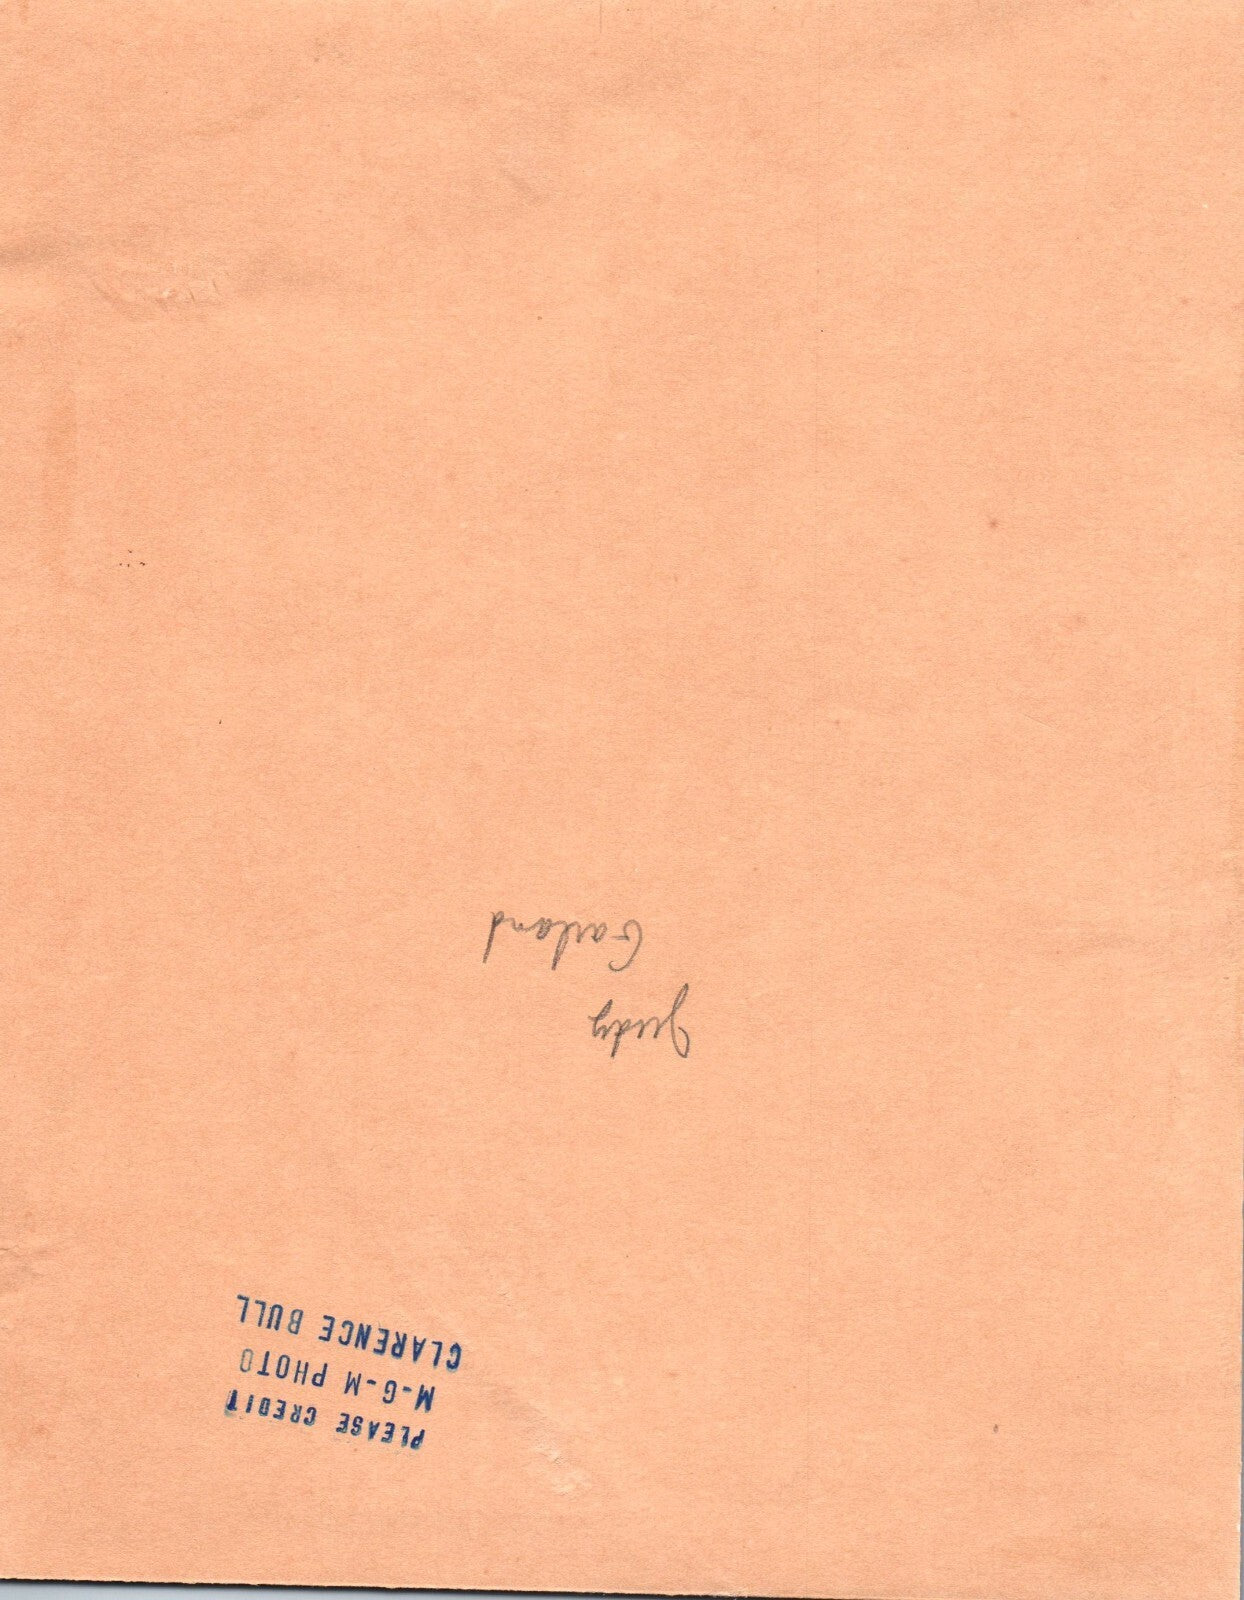 PLEASE CREDIT
M-G-M PHOTO
CLARENCE BULL
Judy
Garland